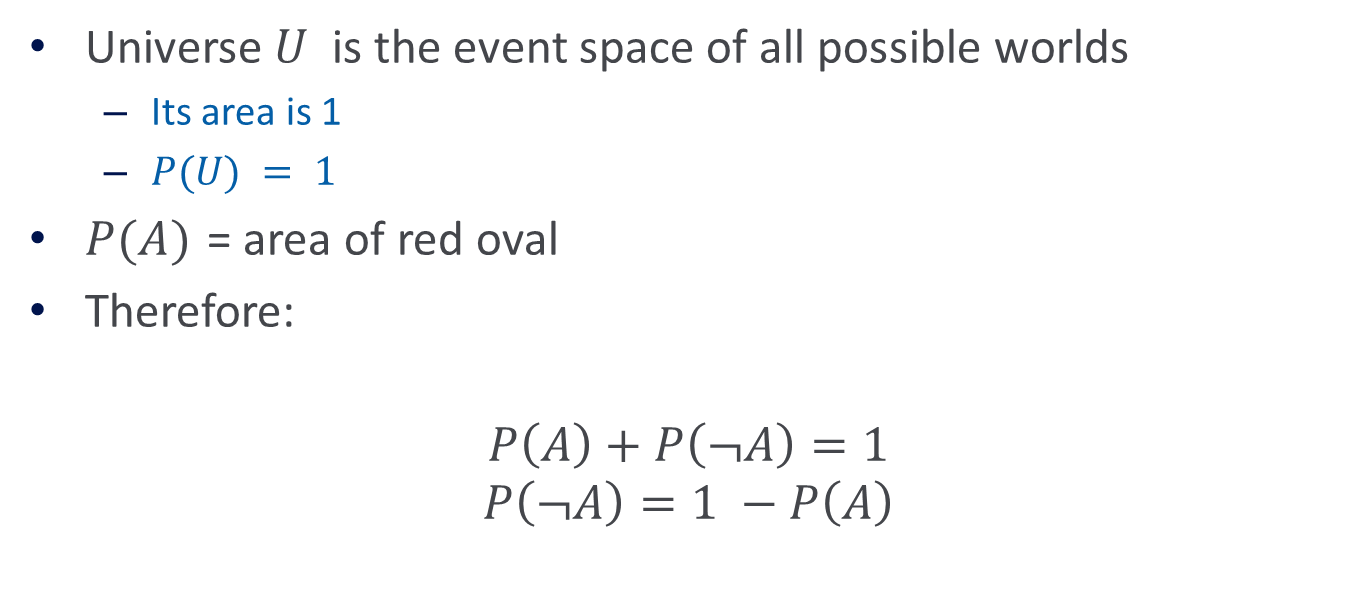 • Universe 𝑈 is the event space of all possible worlds
– Its area is 1
– 𝑃(𝑈) = 1
• 𝑃(𝐴) = area of red oval
• Therefore:
𝑃(𝐴) + 𝑃(¬𝐴) = 1
𝑃(¬𝐴) = 1 − 𝑃(𝐴)